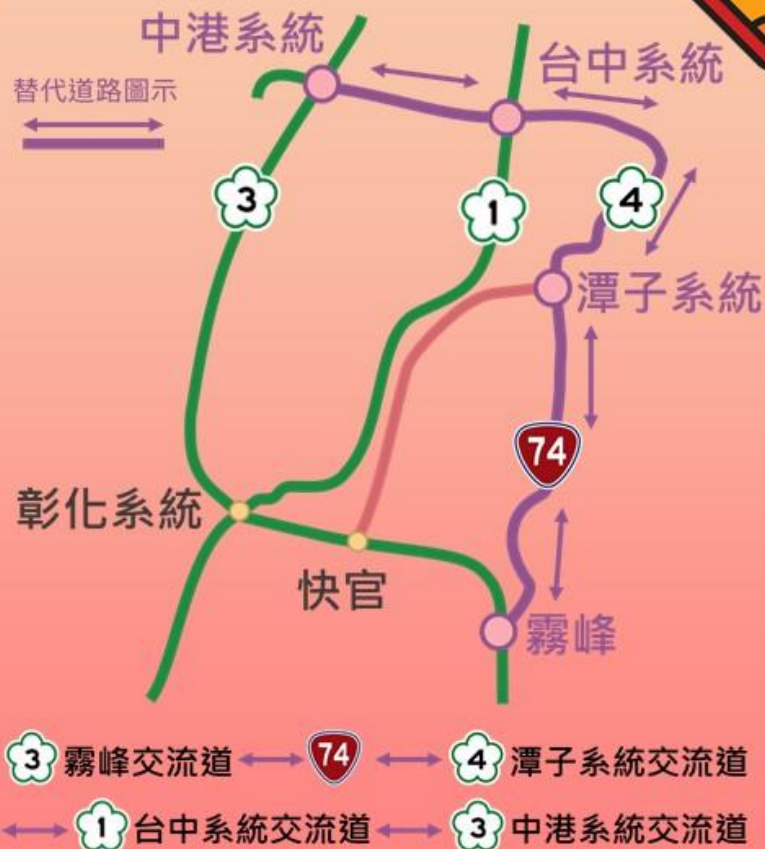 中港系統
台中系統
替代道路圖示
3
1
4
潭子系統
74
彰化系統
快官
霧峰
3 霧峰交流道 74 4 潭子系統交流道
1 台中系統交流道 3 中港系統交流道